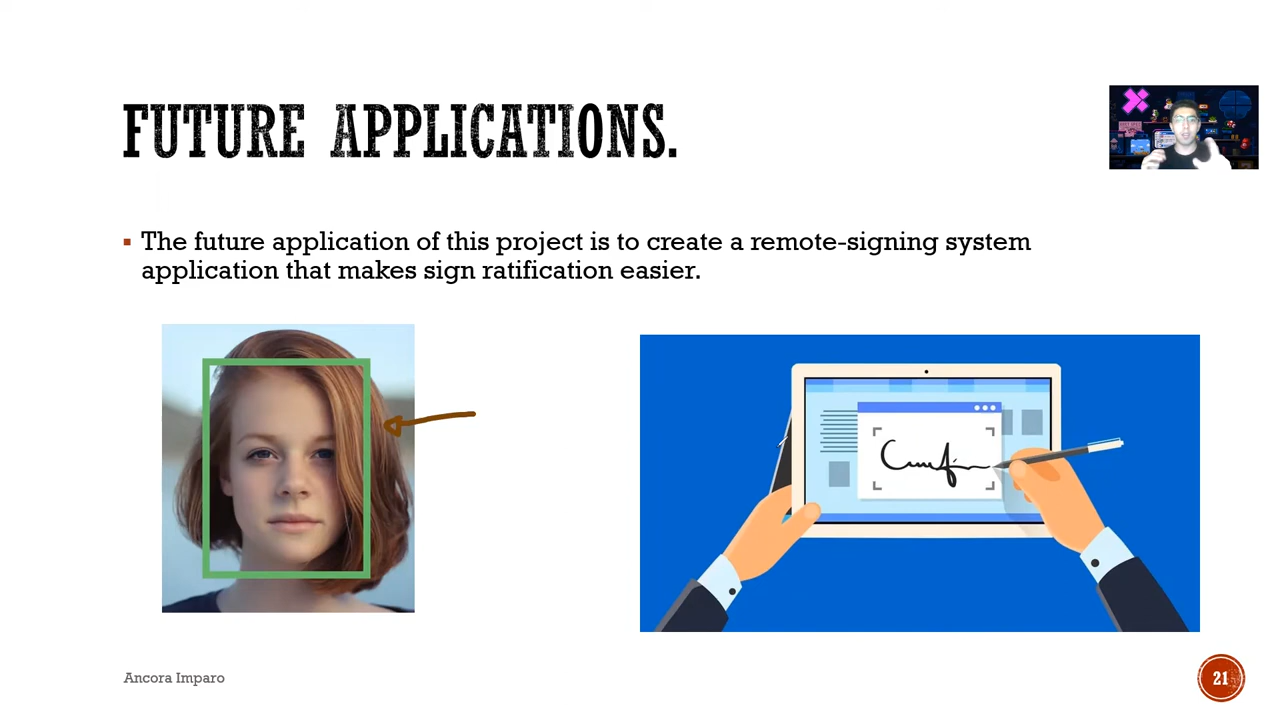 FUTURE APPLICATIONS.
The future application of this project is to create a remote-signing system
application that makes sign ratification easier.
Ancora Imparo
21